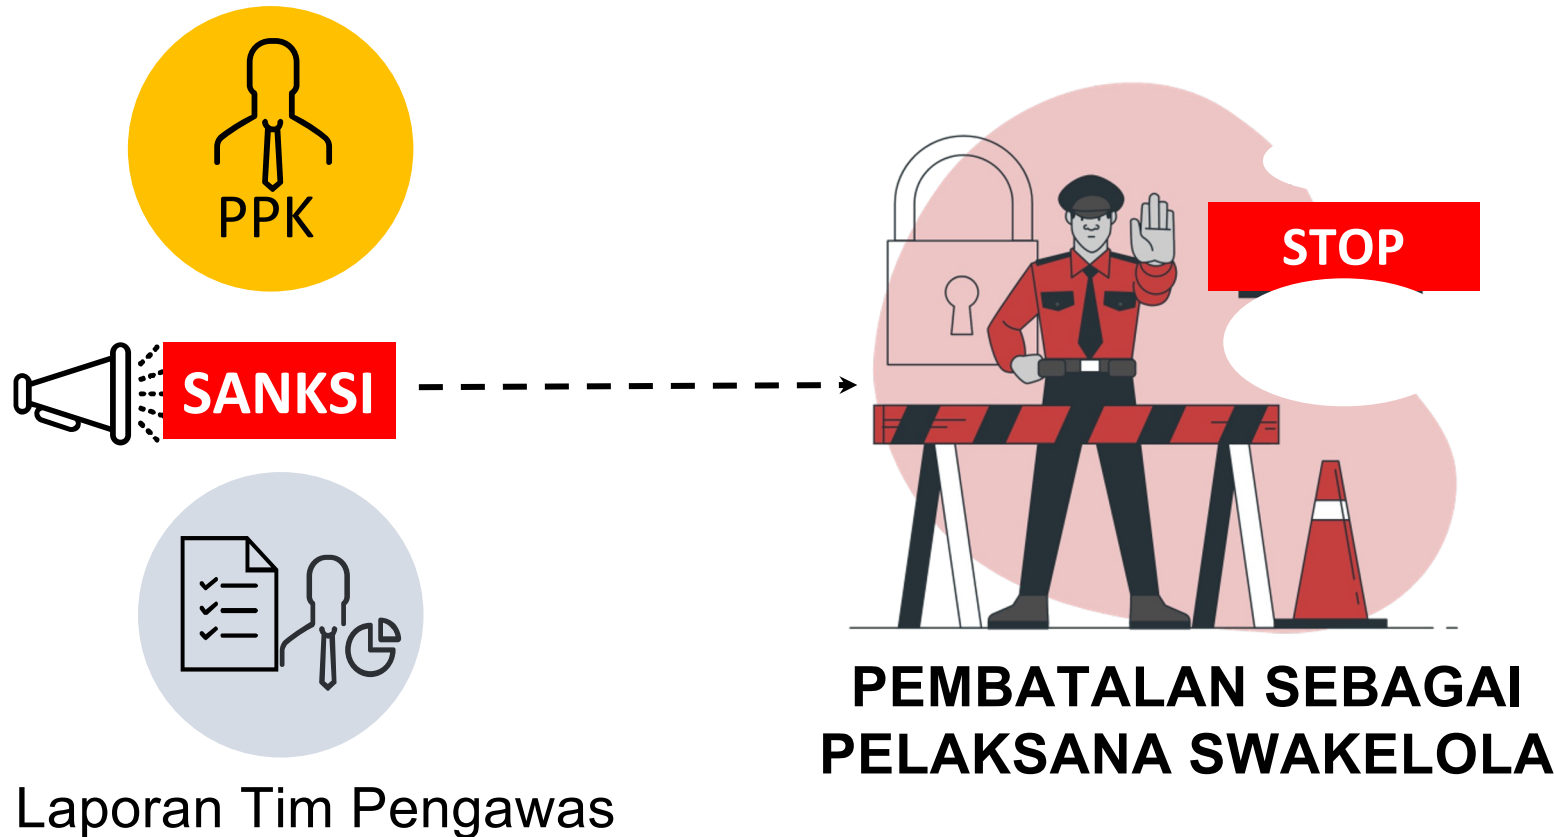 PPK
SANKSI
Laporan Tim Pengawas
STOP
PEMBATALAN SEBAGAI
PELAKSANA SWAKELOLA